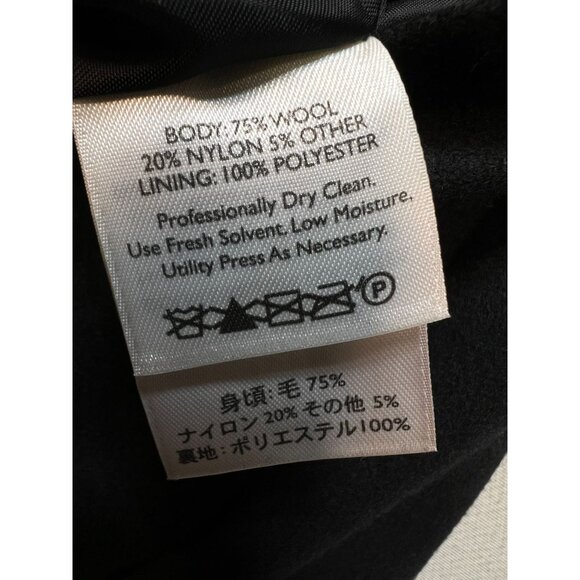 BODY: 75% WOOL
20% NYLON 5% OTHER
LINING: 100% POLYESTER
Professionally Dry Clean.
Use Fresh Solvent. Low Moisture.
Utility Press As Necessary.
P
身頃: 毛 75%
ナイロン 20% その他 5%
裏地: ポリエステル100%